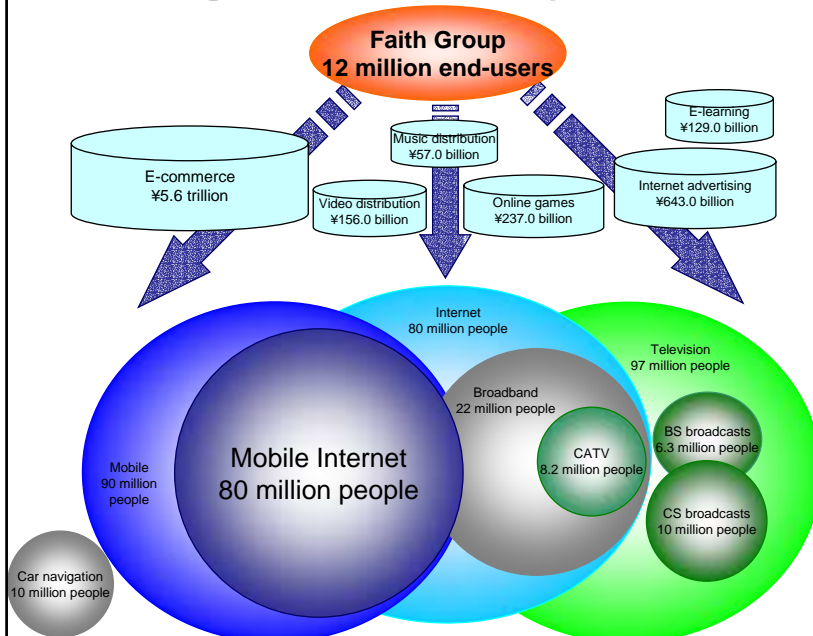 Faith Group
12 million end-users
E-learning
¥129.0 billion
Music distribution
¥57.0 billion
E-commerce
¥5.6 trillion
Internet advertising
¥643.0 billion
Video distribution
¥156.0 billion
Online games
¥237.0 billion
Internet
80 million people
Television
97 million people
Broadband
22 million people
BS broadcasts
6.3 million people
CATV
8.2 million people
Mobile Internet
80 million people
Mobile
90 million
people
CS broadcasts
10 million people
Car navigation
10 million people